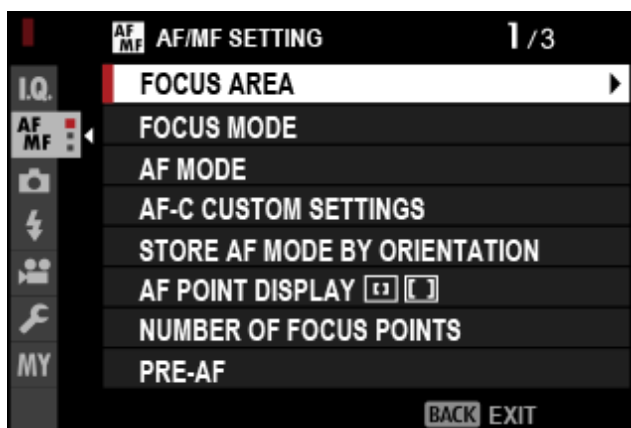 AF MF AF/MF SETTING 1/3
I.Q.
FOCUS AREA
AF MF
FOCUS MODE
AF MODE
AF-C CUSTOM SETTINGS
STORE AF MODE BY ORIENTATION
AF POINT DISPLAY
NUMBER OF FOCUS POINTS
MY
PRE-AF
BACK EXIT